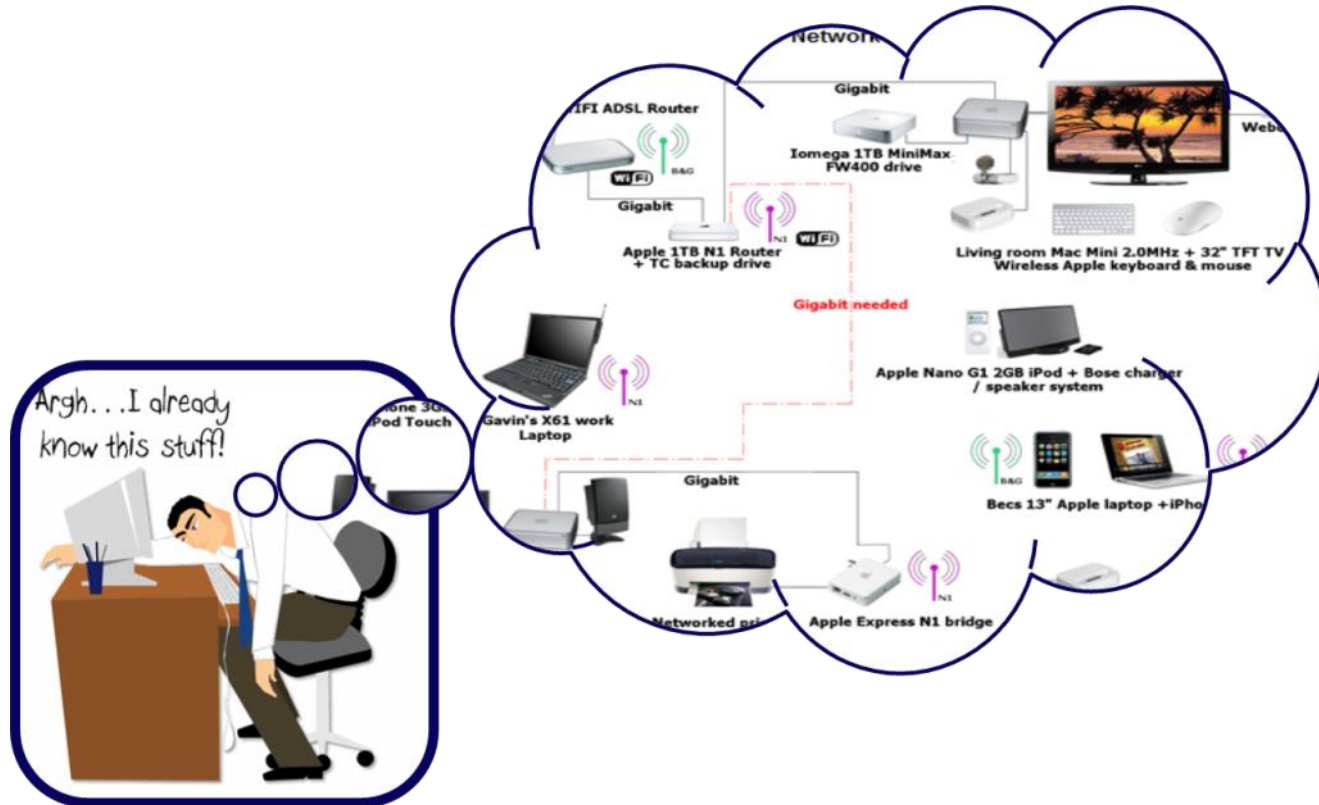 Network
Gigabit
WIFI ADSL Router
B&G
WiFi
Gigabit
Iomega 1TB MiniMax
FW400 drive
N1
WiFi
Apple 1TB N1 Router
+ TC backup drive
Living room Mac Mini 2.0MHz + 32" TFT TV
Wireless Apple keyboard & mouse
Gigabit needed
N1
Gavin's X61 work
Laptop
Apple Nano G1 2GB iPod + Bose charger
/ speaker system
Argh...I already
know this stuff!
Pod Touch
B&G
Becs 13" Apple laptop +iPho
Gigabit
N1
Networked pri
Apple Express N1 bridge